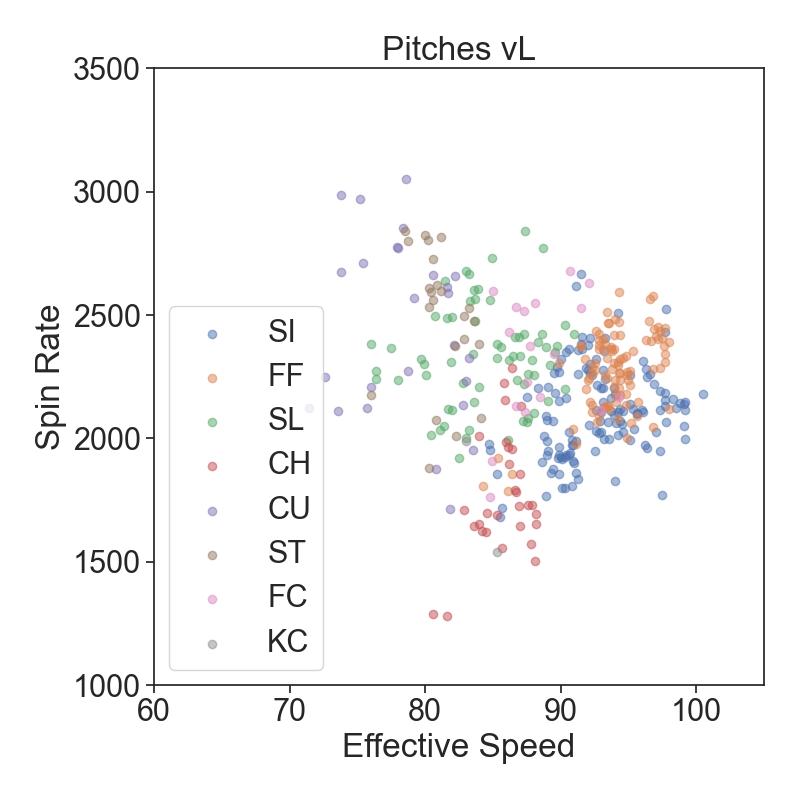 Pitches vL
3500
3000
2500
2000
1500
1000
Spin Rate
SI
FF
SL
CH
CU
ST
FC
KC
60 70 80 90 100
Effective Speed